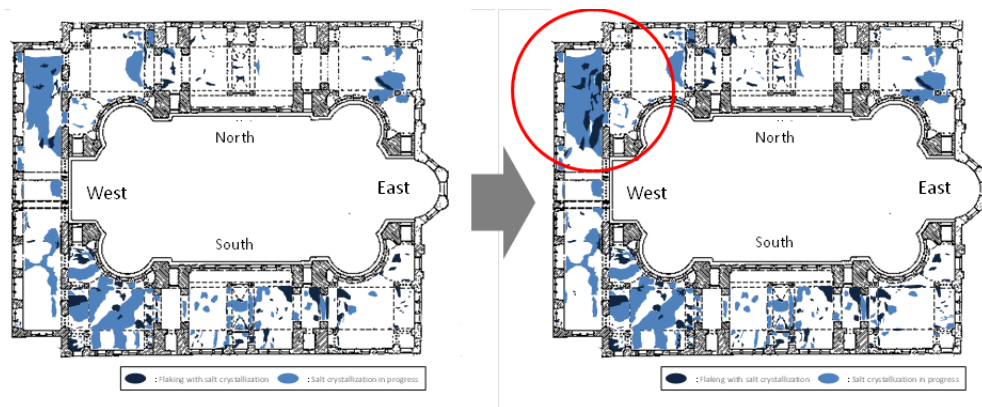 North
West
East
South
: Flaking with salt crystallization : Salt crystallization in progress
North
West
East
South
: Flaking with salt crystallization : Salt crystallization in progress